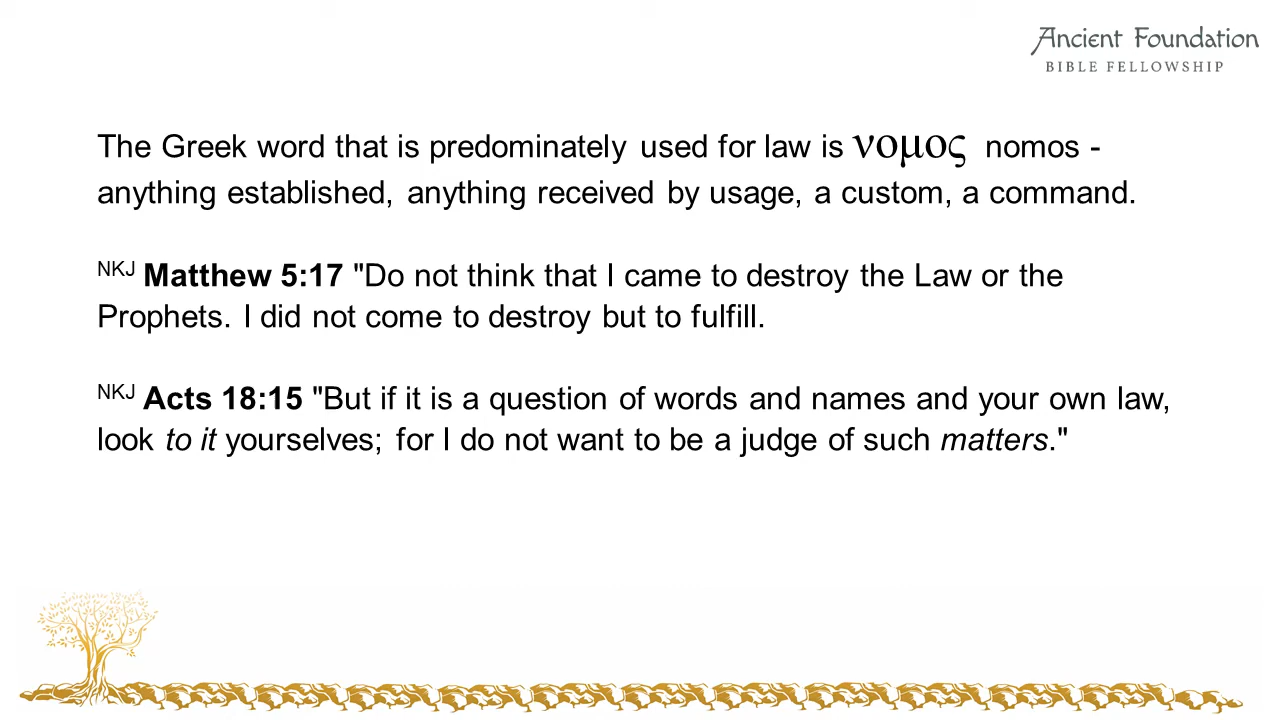 Ancient Foundation
BIBLE FELLOWSHIP
The Greek word that is predominately used for law is νομος nomos -
anything established, anything received by usage, a custom, a command.
NKJ Matthew 5:17 "Do not think that I came to destroy the Law or the
Prophets. I did not come to destroy but to fulfill.
NKJ Acts 18:15 "But if it is a question of words and names and your own law,
look to it yourselves; for I do not want to be a judge of such matters."